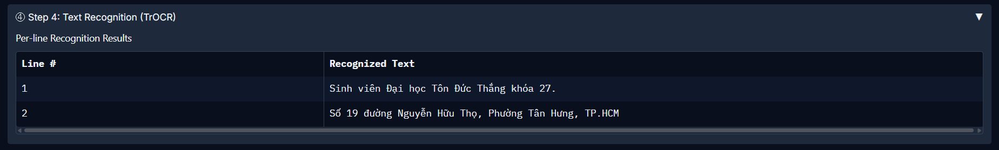 ④ Step 4: Text Recognition (TrOCR) ▼
Per-line Recognition Results
Line # Recognized Text
1 Sinh viên Đại học Tôn Đức Thắng khóa 27.
2 Số 19 đường Nguyễn Hữu Thọ, Phường Tân Hưng, TP.HCM